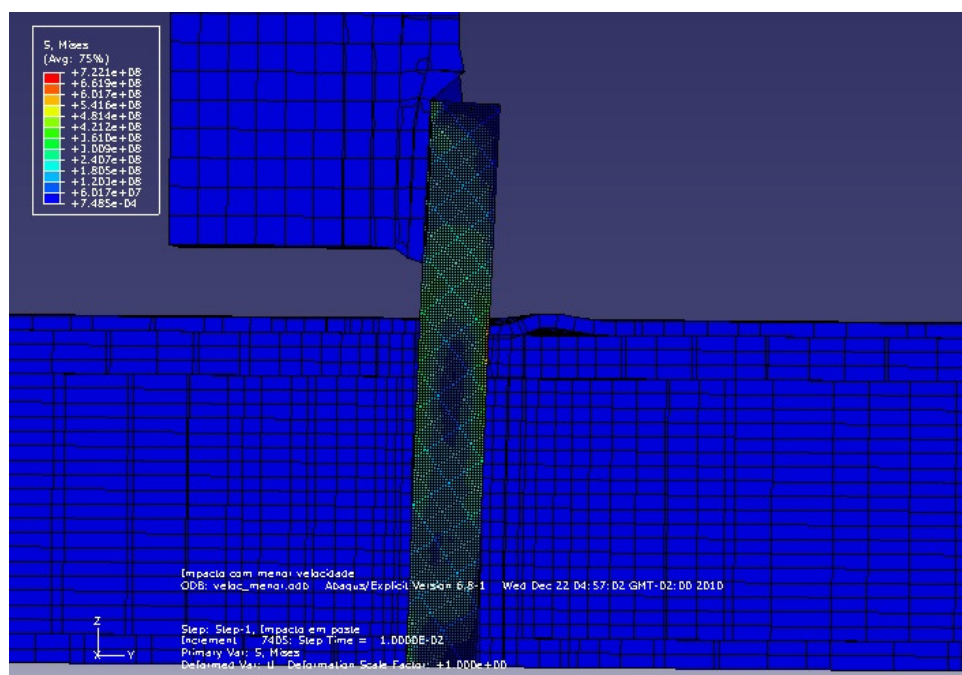 S, Mises
(Avg: 75%)
+7.221e+08
+6.619e+08
+6.017e+08
+5.416e+08
+4.814e+08
+4.212e+08
+3.610e+08
+3.009e+08
+2.407e+08
+1.805e+08
+1.203e+08
+6.017e+07
+7.485e-04
Impacto com menor velocidade
ODB: veloc_menor.odb Abaqus/Explicit Version 6.8-1 Wed Dec 22 04:57:02 GMT-02:00 2010
Z
X Y
Step: Step-1, Impacto em poste
Increment 7405: Step Time = 1.0000E-02
Primary Var: S, Mises
Deformed Var: U Deformation Scale Factor: +1.000e+00